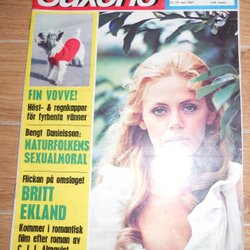 Saxons
FIN VOVVE!
Höst- & regnkappor
för fyrbenta vänner
Bengt Danielsson:
NATURFOLKENS
SEXUALMORAL
Flickan på omslaget
BRITT
EKLAND
Kommer i romantisk
film efter roman av
C. J. L. Almqvist